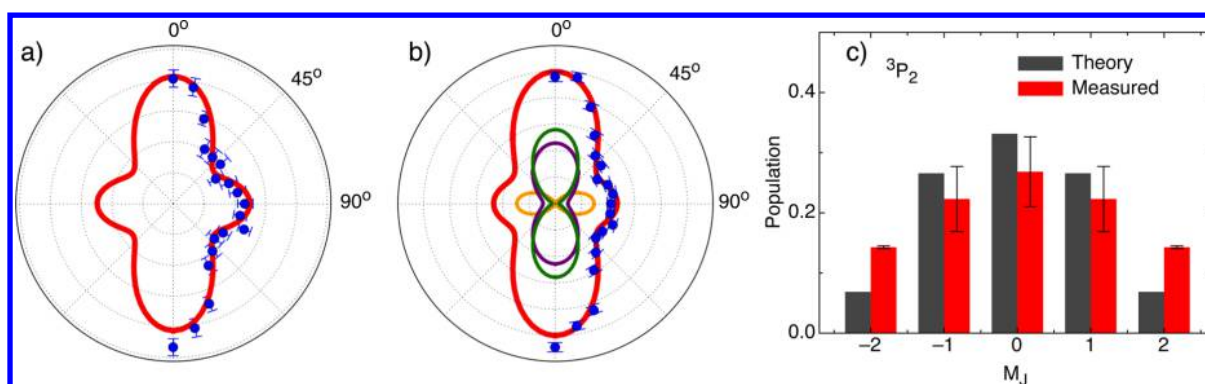 a)
0°
45°
90°
b)
0°
45°
90°
c)
³P₂
Theory
Measured
Population
0.4
0.2
0.0
−2
−1
0
1
2
M_J